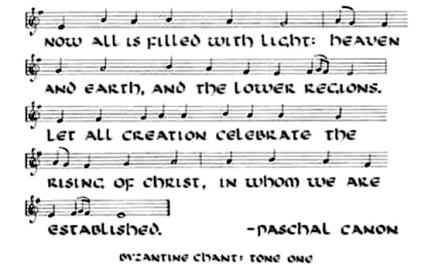 NOW ALL IS FILLED WITH LIGHT: HEAVEN
AND EARTH, AND THE LOWER REGIONS.
LET ALL CREATION CELEBRATE THE
RISING OF CHRIST, IN WHOM WE ARE
ESTABLISHED. -PASCHAL CANON
BYZANTINE CHANT: TONE ONE